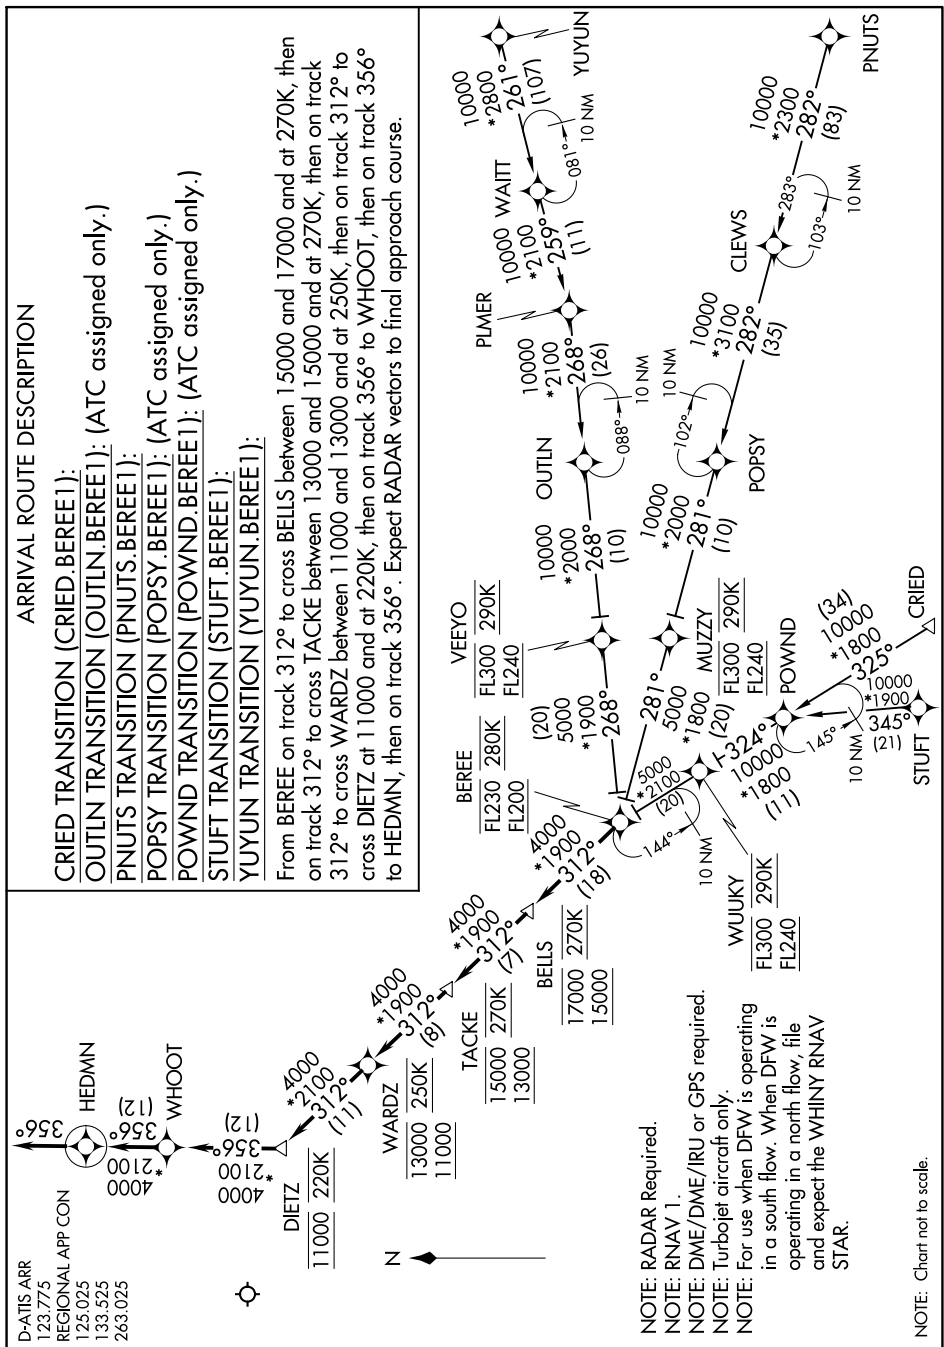 ARRIVAL ROUTE DESCRIPTION
CRIED TRANSITION (CRIED.BEREE1):
OUTLN TRANSITION (OUTLN.BEREE1): (ATC assigned only.)
PNUTS TRANSITION (PNUTS.BEREE1):
POPSY TRANSITION (POPSY.BEREE1): (ATC assigned only.)
POWND TRANSITION (POWND.BEREE1): (ATC assigned only.)
STUFT TRANSITION (STUFT.BEREE1):
YUYUN TRANSITION (YUYUN.BEREE1):
From BEREE on track 312° to cross BELLS between 15000 and 17000 and at 270K, then
on track 312° to cross TACKE between 13000 and 15000 and at 270K, then on track
312° to cross WARDZ between 11000 and 13000 and at 250K, then on track 312° to
cross DIETZ at 11000 and at 220K, then on track 356° to WHOOT, then on track 356°
to HEDMN, then on track 356°. Expect RADAR vectors to final approach course.
D-ATIS ARR
123.775
REGIONAL APP CON
125.025
133.525
263.025
356°
HEDMN
4000
*2100
356°
(12)
WHOOT
4000
*2100
356°
(12)
DIETZ
11000 220K
4000
*2100
312°
(11)
WARDZ
13000 250K
11000
4000
*1900
312°
(8)
TACKE
15000 270K
13000
4000
*1900
312°
(7)
BELLS
17000 270K
15000
4000
*1900
312°
(18)
BEREE
FL230 280K
FL200
(20)
5000
*1900
268°
VEEYO
FL300 290K
FL240
10000
*2000
268°
(10)
OUTLN
088°
10 NM
10000
*2100
268°
(26)
PLMER
10000
*2100
259°
(11)
WAITT
081°
10 NM
10000
*2800
261°
(107)
YUYUN
281°
5000
*1800
(20)
MUZZY
FL300 290K
FL240
10000
*2000
281°
(10)
POPSY
102°
10 NM
10000
*3100
282°
(35)
CLEWS
283°
103°
10 NM
10000
*2300
282°
(83)
PNUTS
5000
*2100
(20)
144°
10 NM
WUUKY
FL300 290K
FL240
324°
10000
*1800
(11)
POWND
145°
10 NM
(34)
10000
*1800
325°
CRIED
10000
*1900
345°
(21)
STUFT
N
NOTE: RADAR Required.
NOTE: RNAV 1.
NOTE: DME/DME/IRU or GPS required.
NOTE: Turbojet aircraft only.
NOTE: For use when DFW is operating
in a south flow. When DFW is
operating in a north flow, file
and expect the WHINY RNAV
STAR.
NOTE: Chart not to scale.